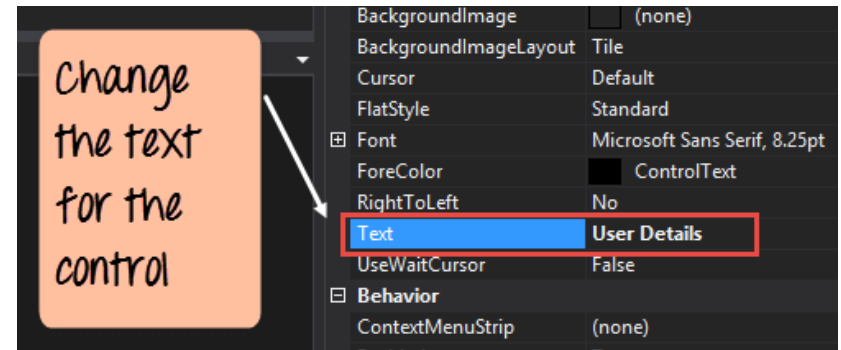 Change
the text
for the
control
BackgroundImage (none)
BackgroundImageLayout Tile
Cursor Default
FlatStyle Standard
Font Microsoft Sans Serif, 8.25pt
ForeColor ControlText
RightToLeft No
Text User Details
UseWaitCursor False
Behavior
ContextMenuStrip (none)